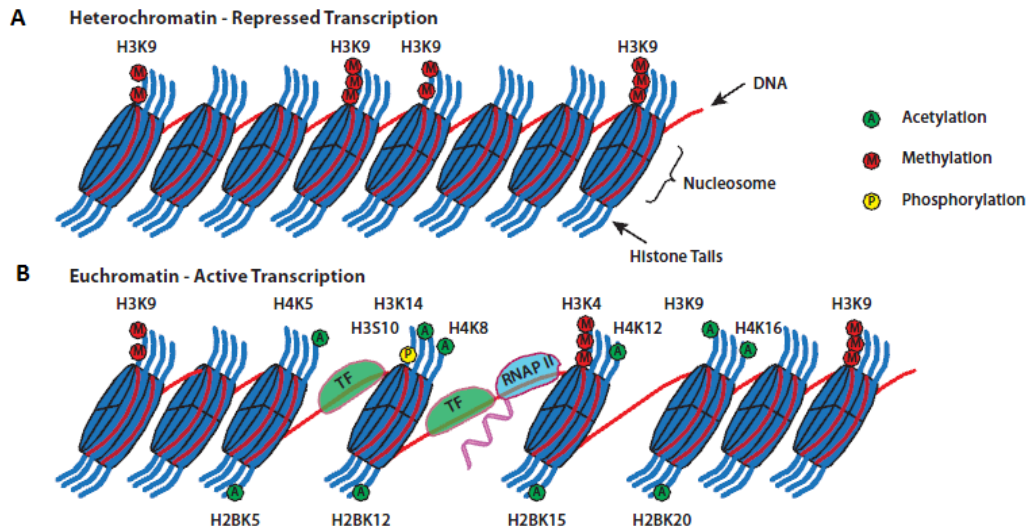 A
Heterochromatin - Repressed Transcription
H3K9 H3K9 H3K9 H3K9
M M M M M M M M M M
DNA
A Acetylation
M Methylation
P Phosphorylation
Nucleosome
Histone Tails
B
Euchromatin - Active Transcription
H3K9 H4K5 H3K14 H3K4 H3K9 H3K9
H3S10 H4K8 H4K12 H4K16
M M A P A A M M M A A A M M M
TF TF RNAP II
A A A A
H2BK5 H2BK12 H2BK15 H2BK20